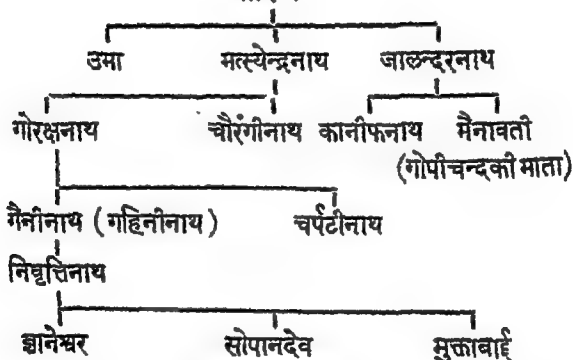 उमा मत्स्येन्द्रनाथ जालन्दरनाथ
गोरक्षनाथ चौरंगीनाथ कानीफनाथ मैनावती
(गोपीचन्दकी माता)
गैनीनाथ (गहिनीनाथ) चर्पटीनाथ
निवृत्तिनाथ
ज्ञानेश्वर सोपानदेव मुक्ताबाई